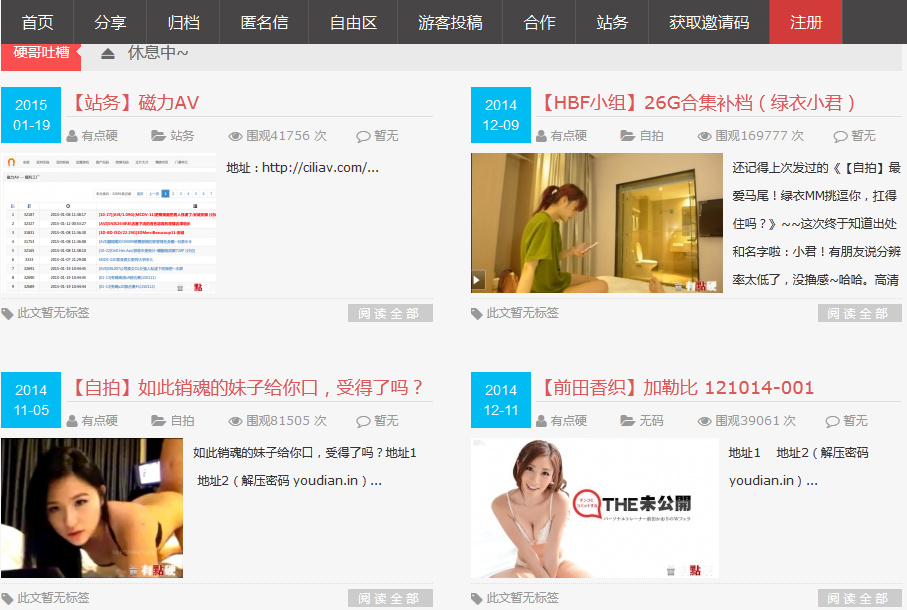 首页 分享 归档 匿名信 自由区 游客投稿 合作 站务 获取邀请码 注册
硬哥吐槽 休息中~
2015
01-19
【站务】磁力AV
有点硬 站务 围观41756 次 暂无
地址：http://ciliav.com/...
此文暂无标签 阅读全部
2014
12-09
【HBF小组】26G合集补档（绿衣小君）
有点硬 自拍 围观169777 次 暂无
还记得上次发过的《【自拍】最
爱马尾！绿衣MM挑逗你，扛得
住吗？》~~这次终于知道出处
和名字啦：小君！有朋友说分辨
率太低了，没撸感~哈哈。高清
有點硬
此文暂无标签 阅读全部
2014
11-05
【自拍】如此销魂的妹子给你口，受得了吗？
有点硬 自拍 围观81505 次 暂无
如此销魂的妹子给你口，受得了吗？地址1
地址2（解压密码 youdian.in）...
有點硬
此文暂无标签 阅读全部
2014
12-11
【前田香织】加勒比 121014-001
有点硬 无码 围观39061 次 暂无
THE未公開
地址1 地址2（解压密码
youdian.in）...
此文暂无标签 阅读全部